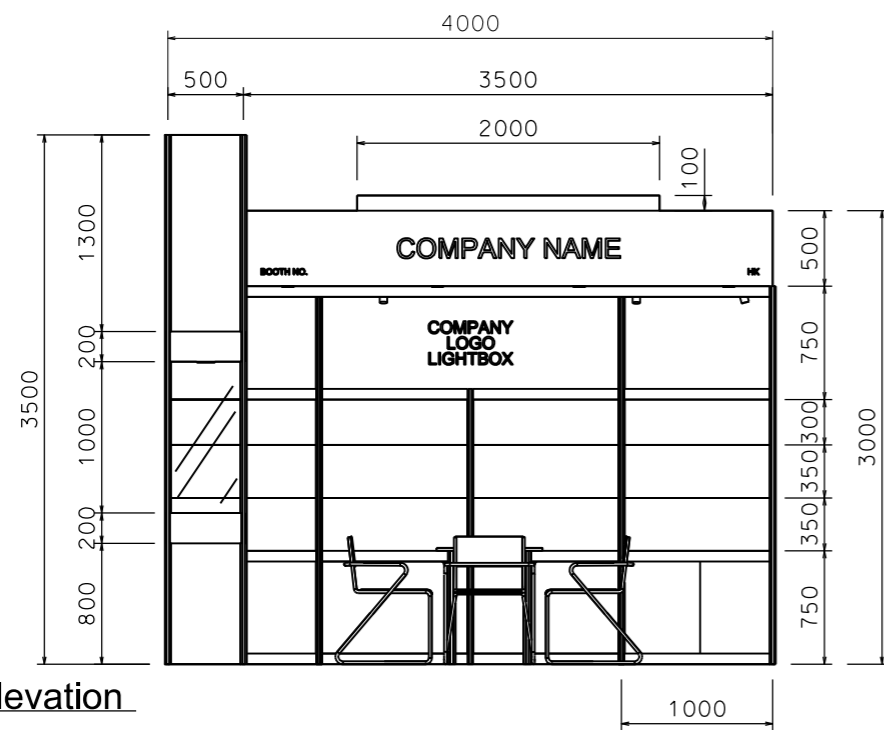 4000
500
3500
2000
100
1300
200
1000
200
800
3500
COMPANY NAME
BOOTH NO.
HK
COMPANY
LOGO
LIGHTBOX
500
750
300
350
350
750
3000
levation
1000